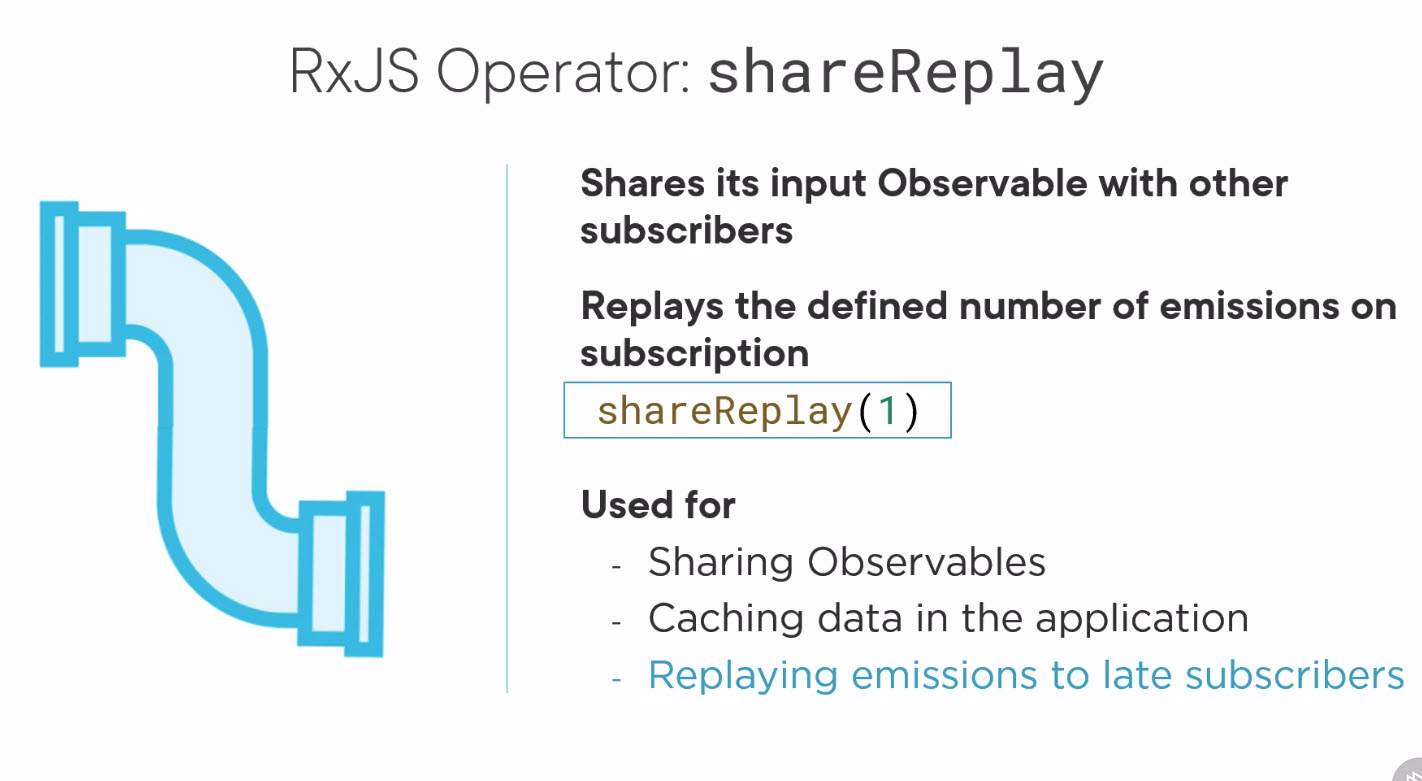 RxJS Operator: shareReplay
Shares its input Observable with other
subscribers
Replays the defined number of emissions on
subscription
shareReplay(1)
Used for
- Sharing Observables
- Caching data in the application
- Replaying emissions to late subscribers